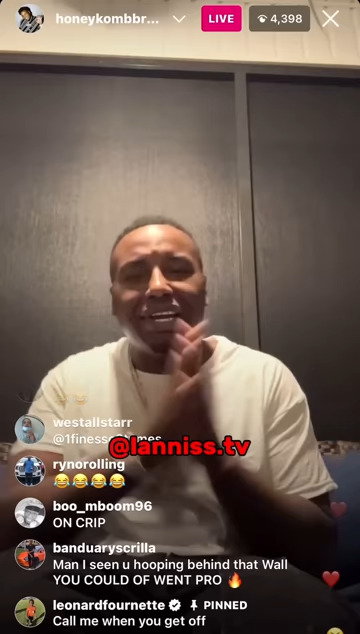 honeykombbr...
LIVE
4,398
westallstarr
@lanniss.tv
rynorolling
😂😂😂😂
boo_mboom96
ON CRIP
banduaryscrilla
Man I seen u hooping behind that Wall
YOU COULD OF WENT PRO 🔥
leonardfournette PINNED
Call me when you get off